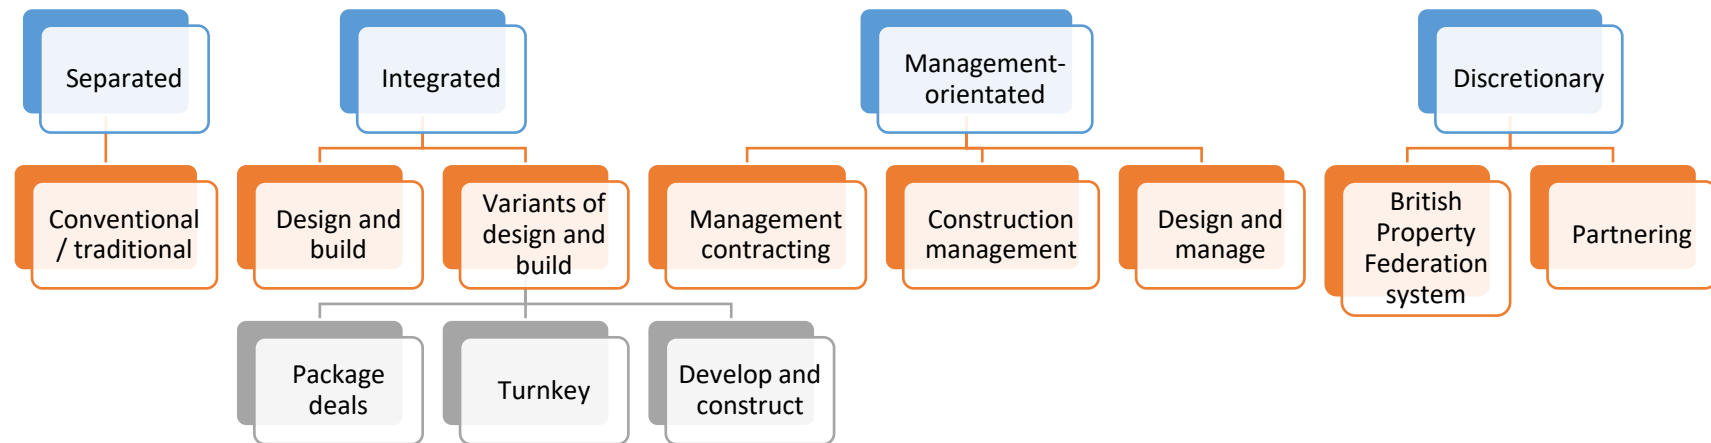 Separated
Integrated
Management-
orientated
Discretionary
Conventional
/ traditional
Design and
build
Variants of
design and
build
Management
contracting
Construction
management
Design and
manage
British
Property
Federation
system
Partnering
Package
deals
Turnkey
Develop and
construct